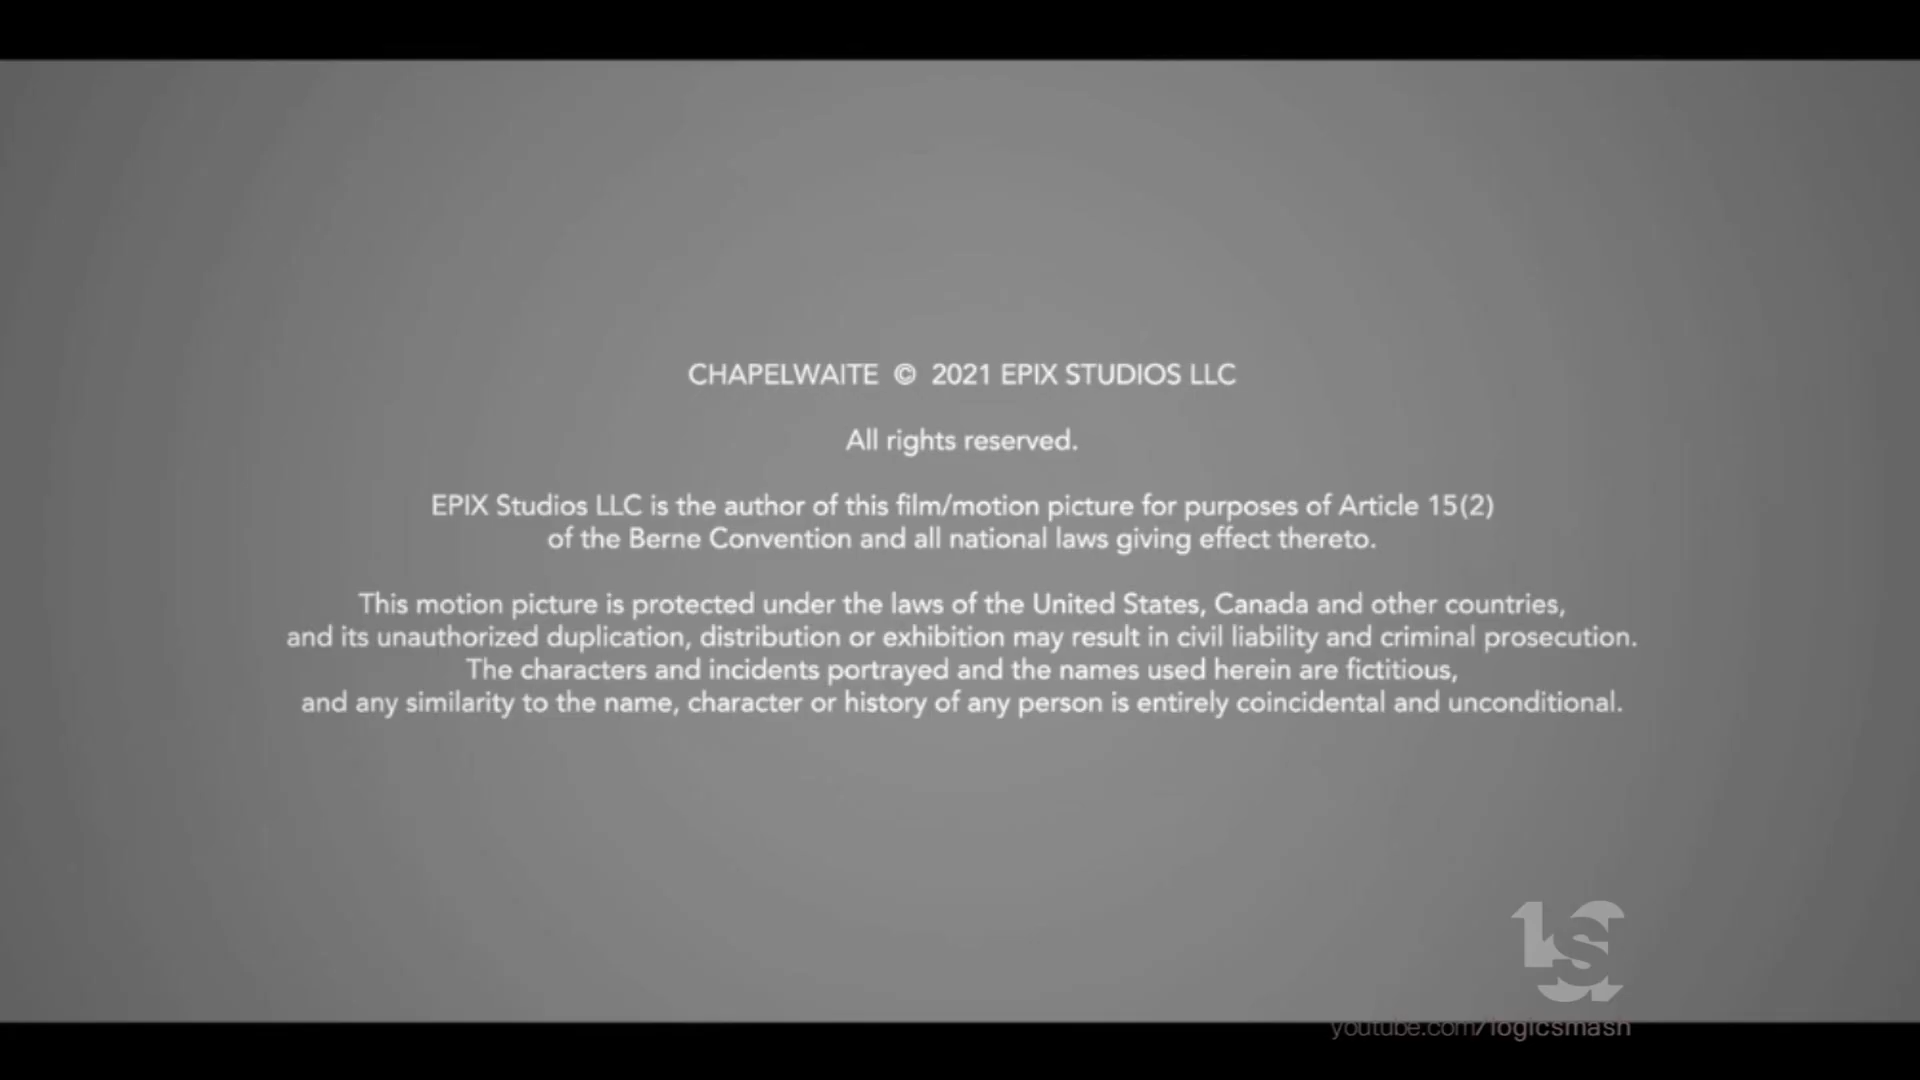 CHAPELWAITE © 2021 EPIX STUDIOS LLC
All rights reserved.
EPIX Studios LLC is the author of this film/motion picture for purposes of Article 15(2)
of the Berne Convention and all national laws giving effect thereto.
This motion picture is protected under the laws of the United States, Canada and other countries,
and its unauthorized duplication, distribution or exhibition may result in civil liability and criminal prosecution.
The characters and incidents portrayed and the names used herein are fictitious,
and any similarity to the name, character or history of any person is entirely coincidental and unconditional.
LS
youtube.com/logicsmash